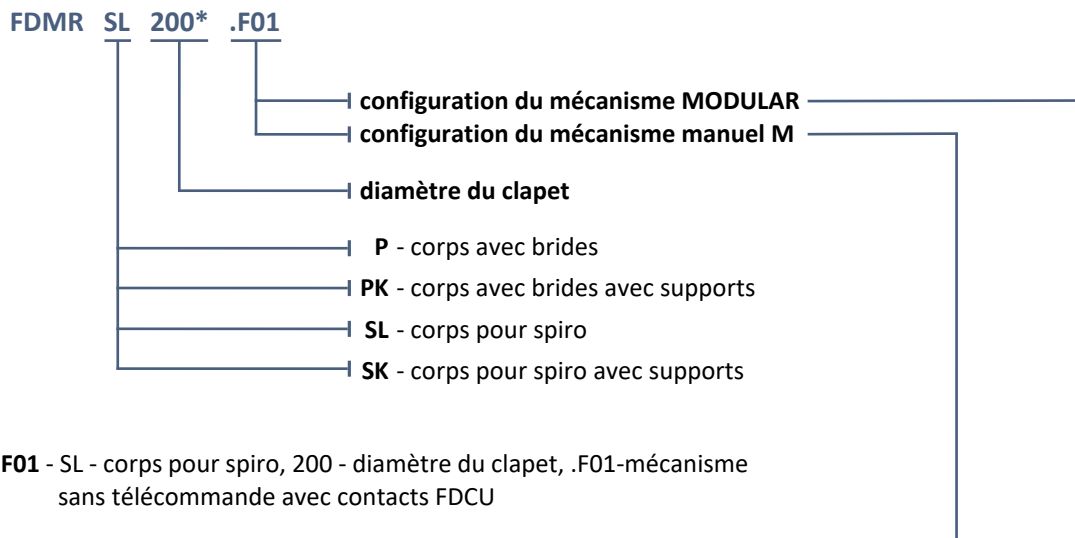 FDMR SL 200* .F01
configuration du mécanisme MODULAR
configuration du mécanisme manuel M
diamètre du clapet
P - corps avec brides
PK - corps avec brides avec supports
SL - corps pour spiro
SK - corps pour spiro avec supports
F01 - SL - corps pour spiro, 200 - diamètre du clapet, .F01-mécanisme
sans télécommande avec contacts FDCU